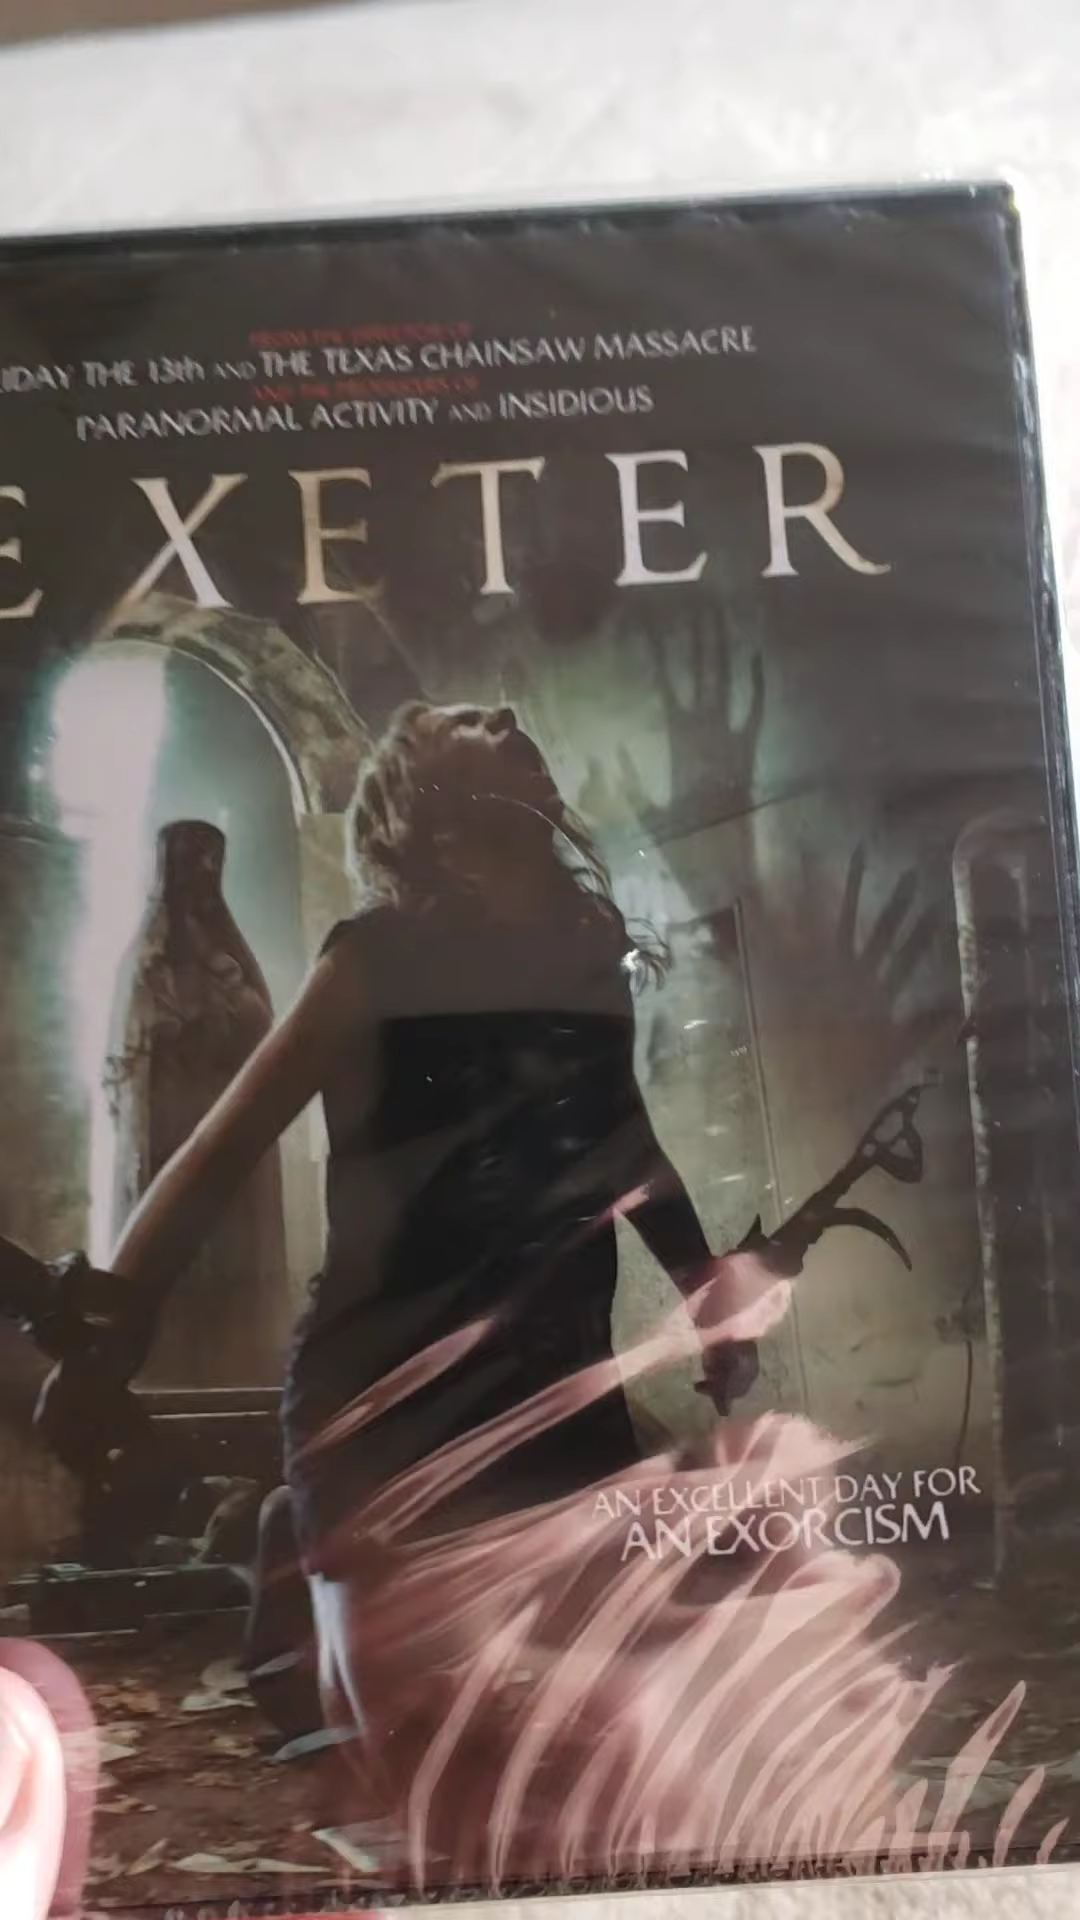 FROM THE DIRECTOR OF
IDAY THE 13th AND THE TEXAS CHAINSAW MASSACRE
AND THE PRODUCERS OF
PARANORMAL ACTIVITY AND INSIDIOUS
EXETER
AN EXCELLENT DAY FOR
AN EXORCISM